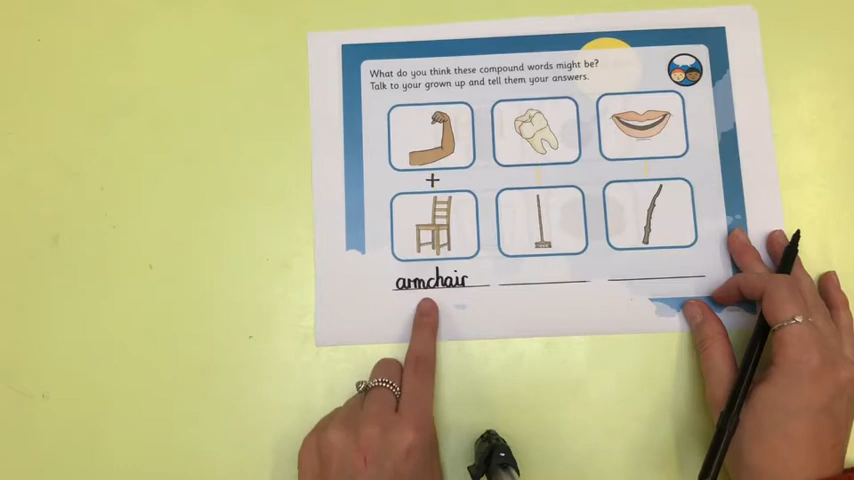 What do you think these compound words might be?
Talk to your grown up and tell them your answers.
+
armchair